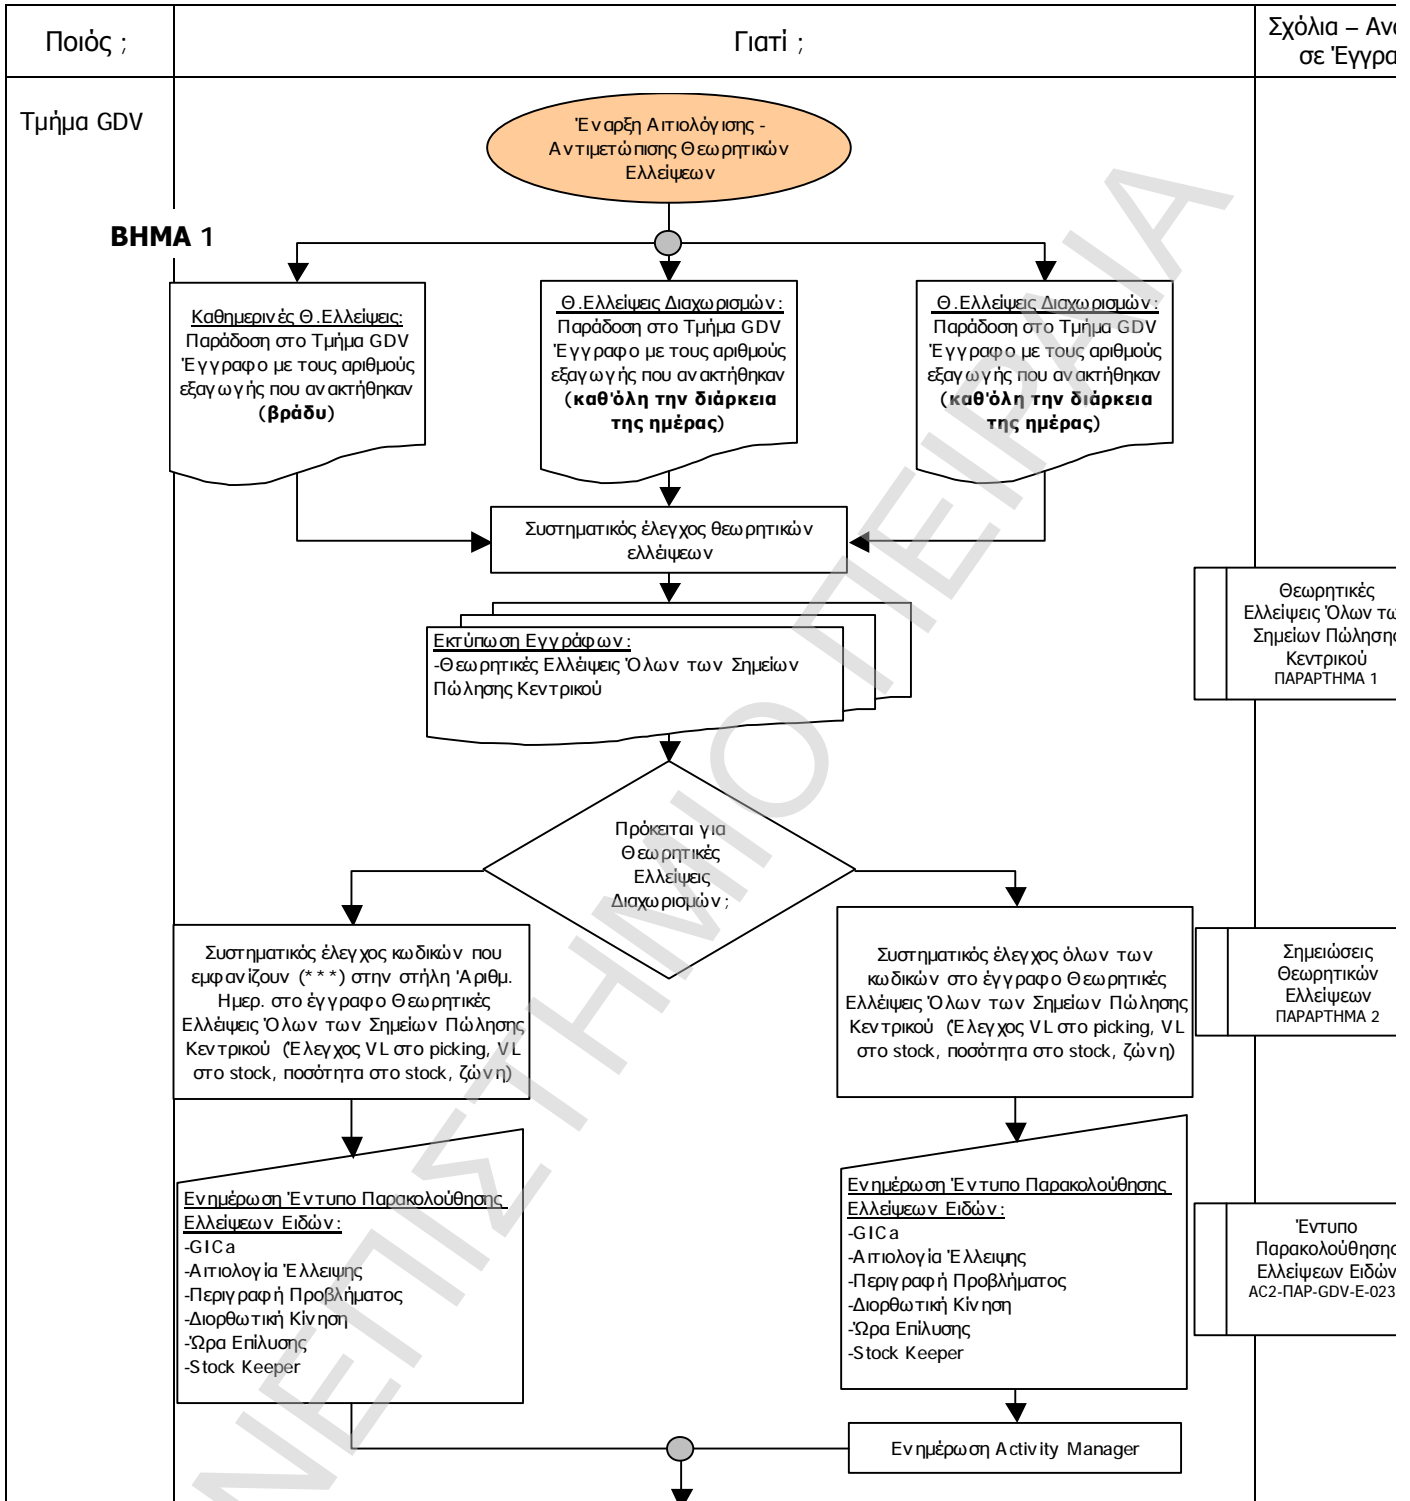 Ποιός ;
Γιατί ;
Σχόλια –
σε
Τμήμα GDV
Έναρξη Αιτιολόγισης -
Αντιμετώπισης Θεωρητικών
Ελλείψεων
ΒΗΜΑ 1
Καθημερινές Θ.Ελλείψεις:
Παράδοση στο Τμήμα GDV
Έγγραφο με τους αριθμούς
εξαγωγής που ανακτήθηκαν
(βράδυ)
Θ.Ελλείψεις Διαχωρισμών:
Παράδοση στο Τμήμα GDV
Έγγραφο με τους αριθμούς
εξαγωγής που ανακτήθηκαν
(καθ'όλη την διάρκεια
της ημέρας)
Θ.Ελλείψεις Διαχωρισμών:
Παράδοση στο Τμήμα GDV
Έγγραφο με τους αριθμούς
εξαγωγής που ανακτήθηκαν
(καθ'όλη την διάρκεια
της ημέρας)
Συστηματικός έλεγχος θεωρητικών
ελλέιψεων
Εκτύπωση Εγγράφων:
-Θεωρητικές Ελλέιψεις Όλων των Σημείων
Πώλησης Κεντρικού
Θεωρητικές
Ελλείψεις Όλων
Σημείων Πώλησης
Κεντρικού
ΠΑΡΑΡΤΗΜΑ 1
Πρόκειται για
Θεωρητικές
Ελλείψεις
Διαχωρισμών;
Συστηματικός έλεγχος κωδικών που
εμφανίζουν (***) στην στήλη Άριθμ.
Ημερ. στο έγγραφο Θεωρητικές
Ελλέιψεις Όλων των Σημείων Πώλησης
Κεντρικού (Έλεγχος VL στο picking, VL
στο stock, ποσότητα στο stock, ζώνη)
Συστηματικός έλεγχος όλων των
κωδικών στο έγγραφο Θεωρητικές
Ελλέιψεις Όλων των Σημείων Πώλησης
Κεντρικού (Έλεγχος VL στο picking, VL
στο stock, ποσότητα στο stock, ζώνη)
Σημειώσεις
Θεωρητικών
Ελλείψεων
ΠΑΡΑΡΤΗΜΑ 2
Ενημέρωση Έντυπο Παρακολούθησης
Ελλείψεων Ειδών:
-GICa
-Αιτιολογία Έλλειψης
-Περιγραφή Προβλήματος
-Διορθωτική Κίνηση
-Ώρα Επίλυσης
-Stock Keeper
Ενημέρωση Έντυπο Παρακολούθησης
Ελλείψεων Ειδών:
-GICa
-Αιτιολογία Έλλειψης
-Περιγραφή Προβλήματος
-Διορθωτική Κίνηση
-Ώρα Επίλυσης
-Stock Keeper
Έντυπο
Παρακολούθησης
Ελλείψεων Ειδών
AC2-ΠΑΡ-GDV-E-023
Ενημέρωση Activity Manager
ΝΕΠΙΣΤΗΜΙΟ ΠΕΙΡΑΙΑ